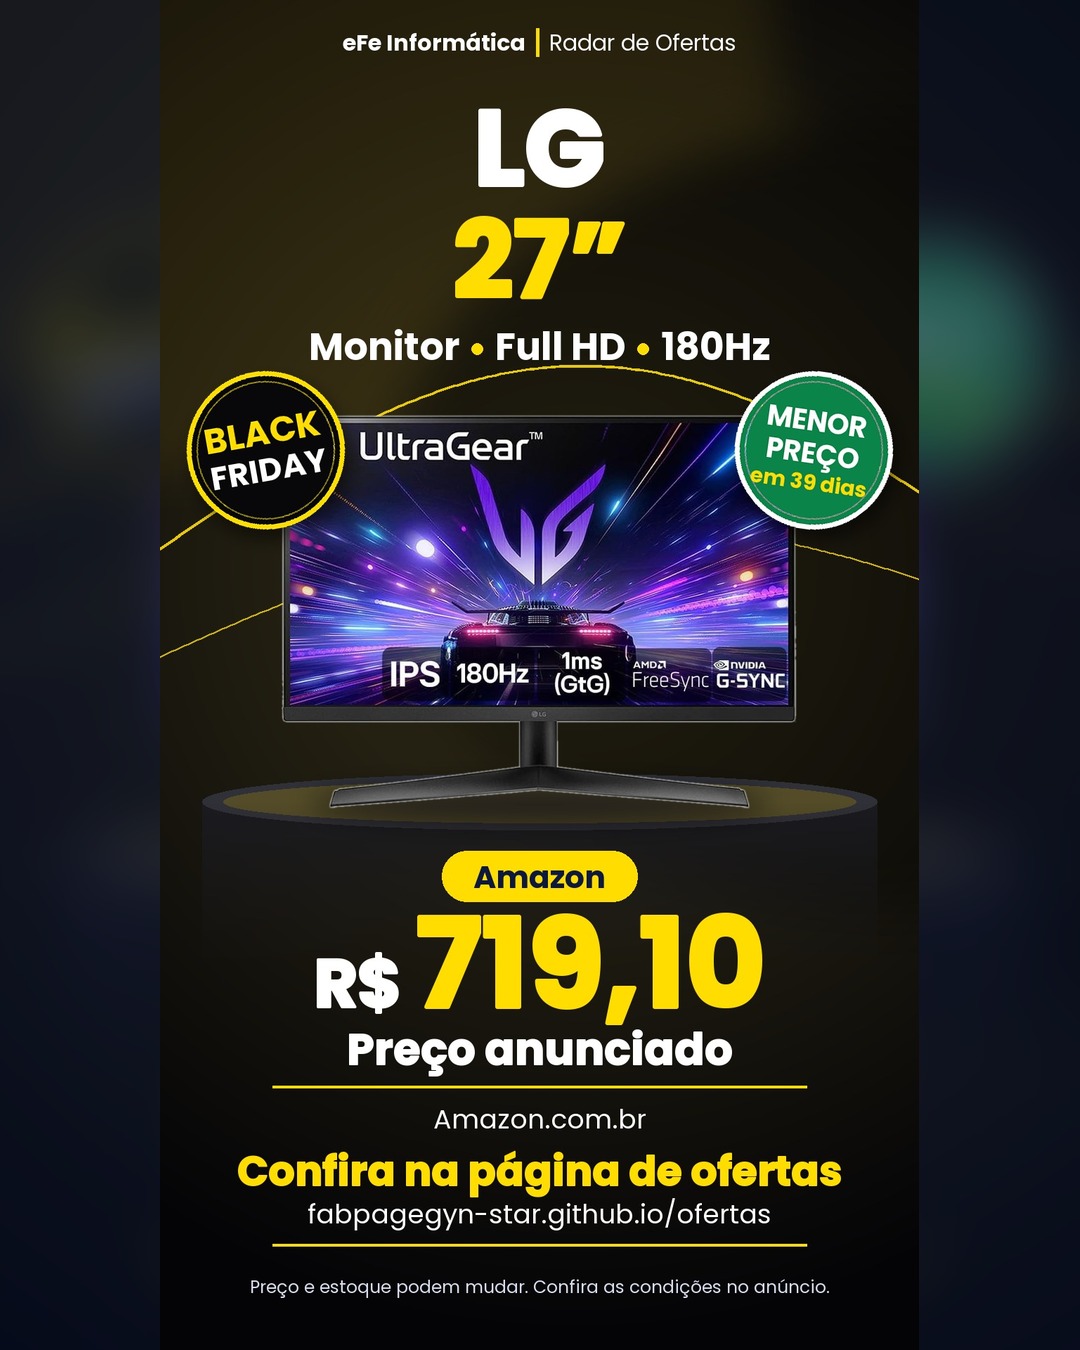 eFe Informática | Radar de Ofertas
LG
27”
Monitor • Full HD • 180Hz
BLACK
FRIDAY
MENOR
PREÇO
em 39 dias
UltraGear™
IPS
180Hz
1ms
(GtG)
AMD
FreeSync
NVIDIA
G-SYNC
LG
Amazon
R$ 719,10
Preço anunciado
Amazon.com.br
Confira na página de ofertas
fabpagegyn-star.github.io/ofertas
Preço e estoque podem mudar. Confira as condições no anúncio.